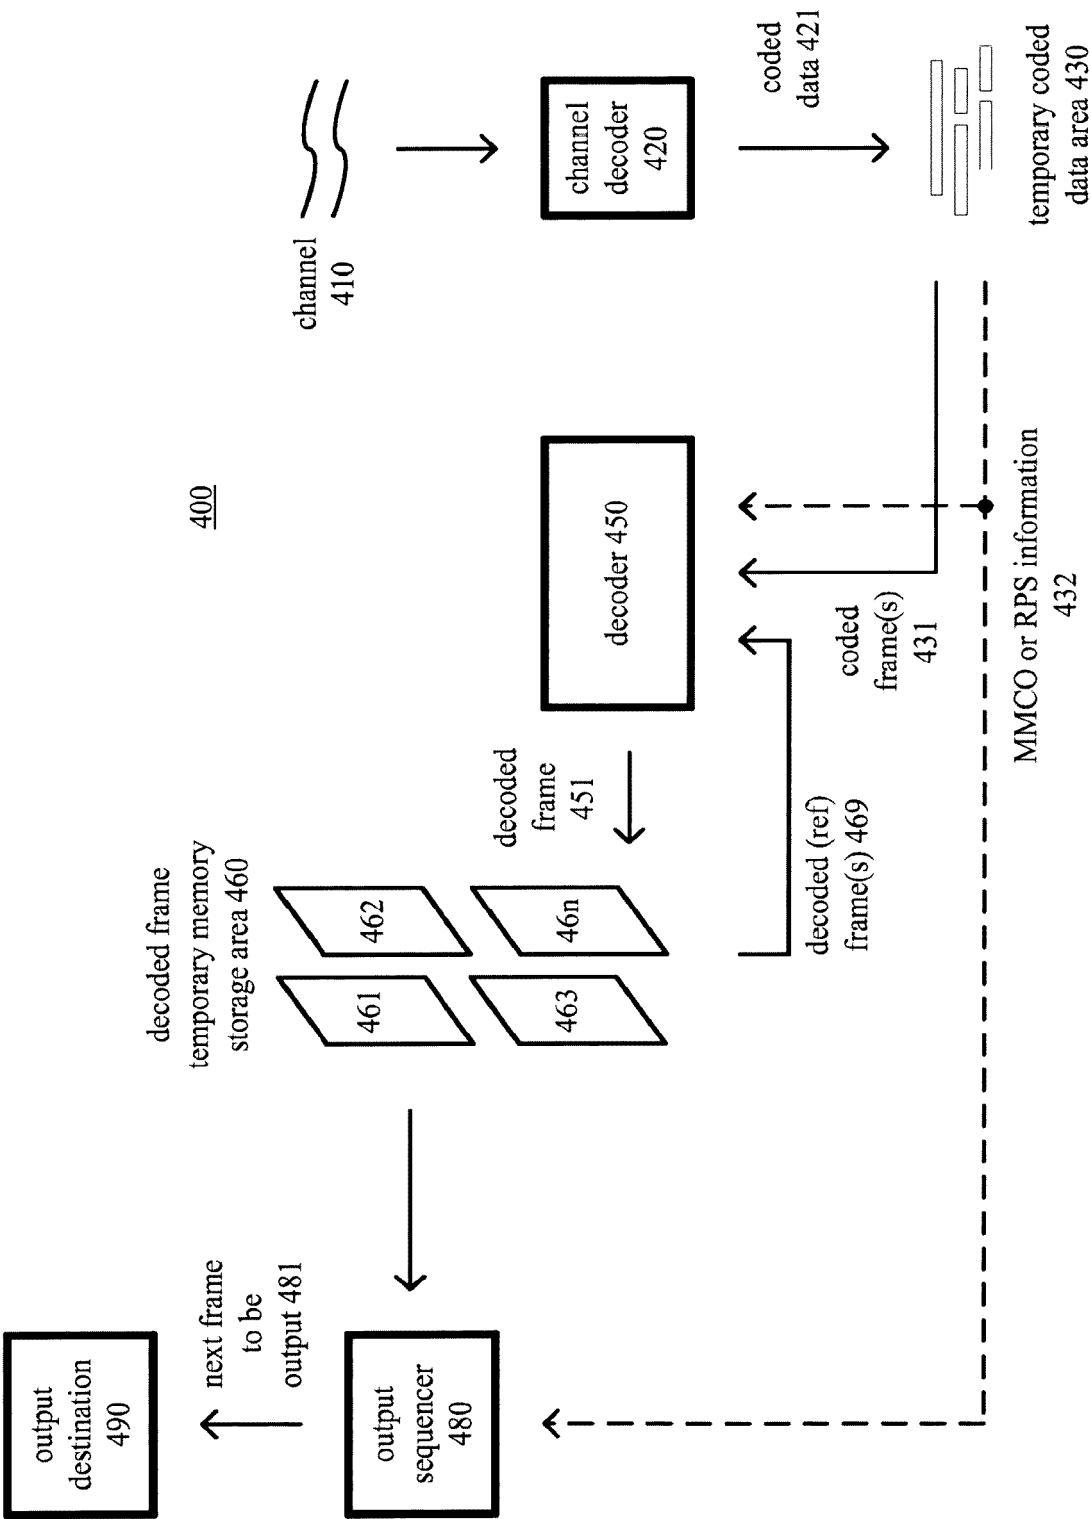 400
channel
410
channel
decoder
420
coded
data 421
temporary coded
data area 430
coded
frame(s)
431
MMCO or RPS information
432
decoder 450
decoded
frame
451
decoded frame
temporary memory
storage area 460
461
462
463
46n
decoded (ref)
frame(s) 469
output
sequencer
480
next frame
to be
output 481
output
destination
490